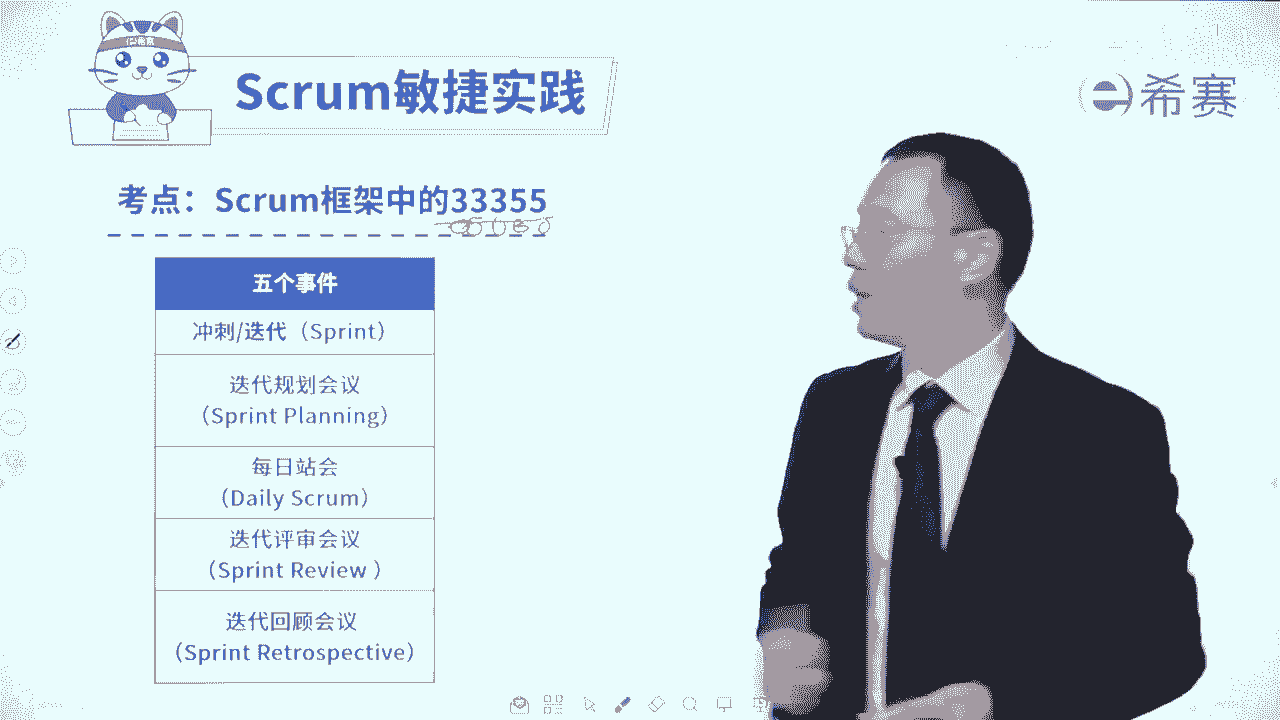 Scrum敏捷实践
希赛
考点：Scrum框架中的33355
五个事件
冲刺/迭代（Sprint）
迭代规划会议
（Sprint Planning）
每日站会
（Daily Scrum）
迭代评审会议
（Sprint Review ）
迭代回顾会议
（Sprint Retrospective）